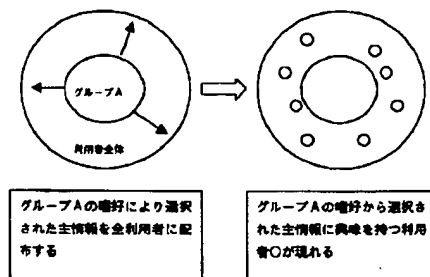 グループA
利用者全体
グループAの嗜好により選択
された主情報を全利用者に配
布する
グループAの嗜好から選択さ
れた主情報に興味を持つ利用
者○が現れる